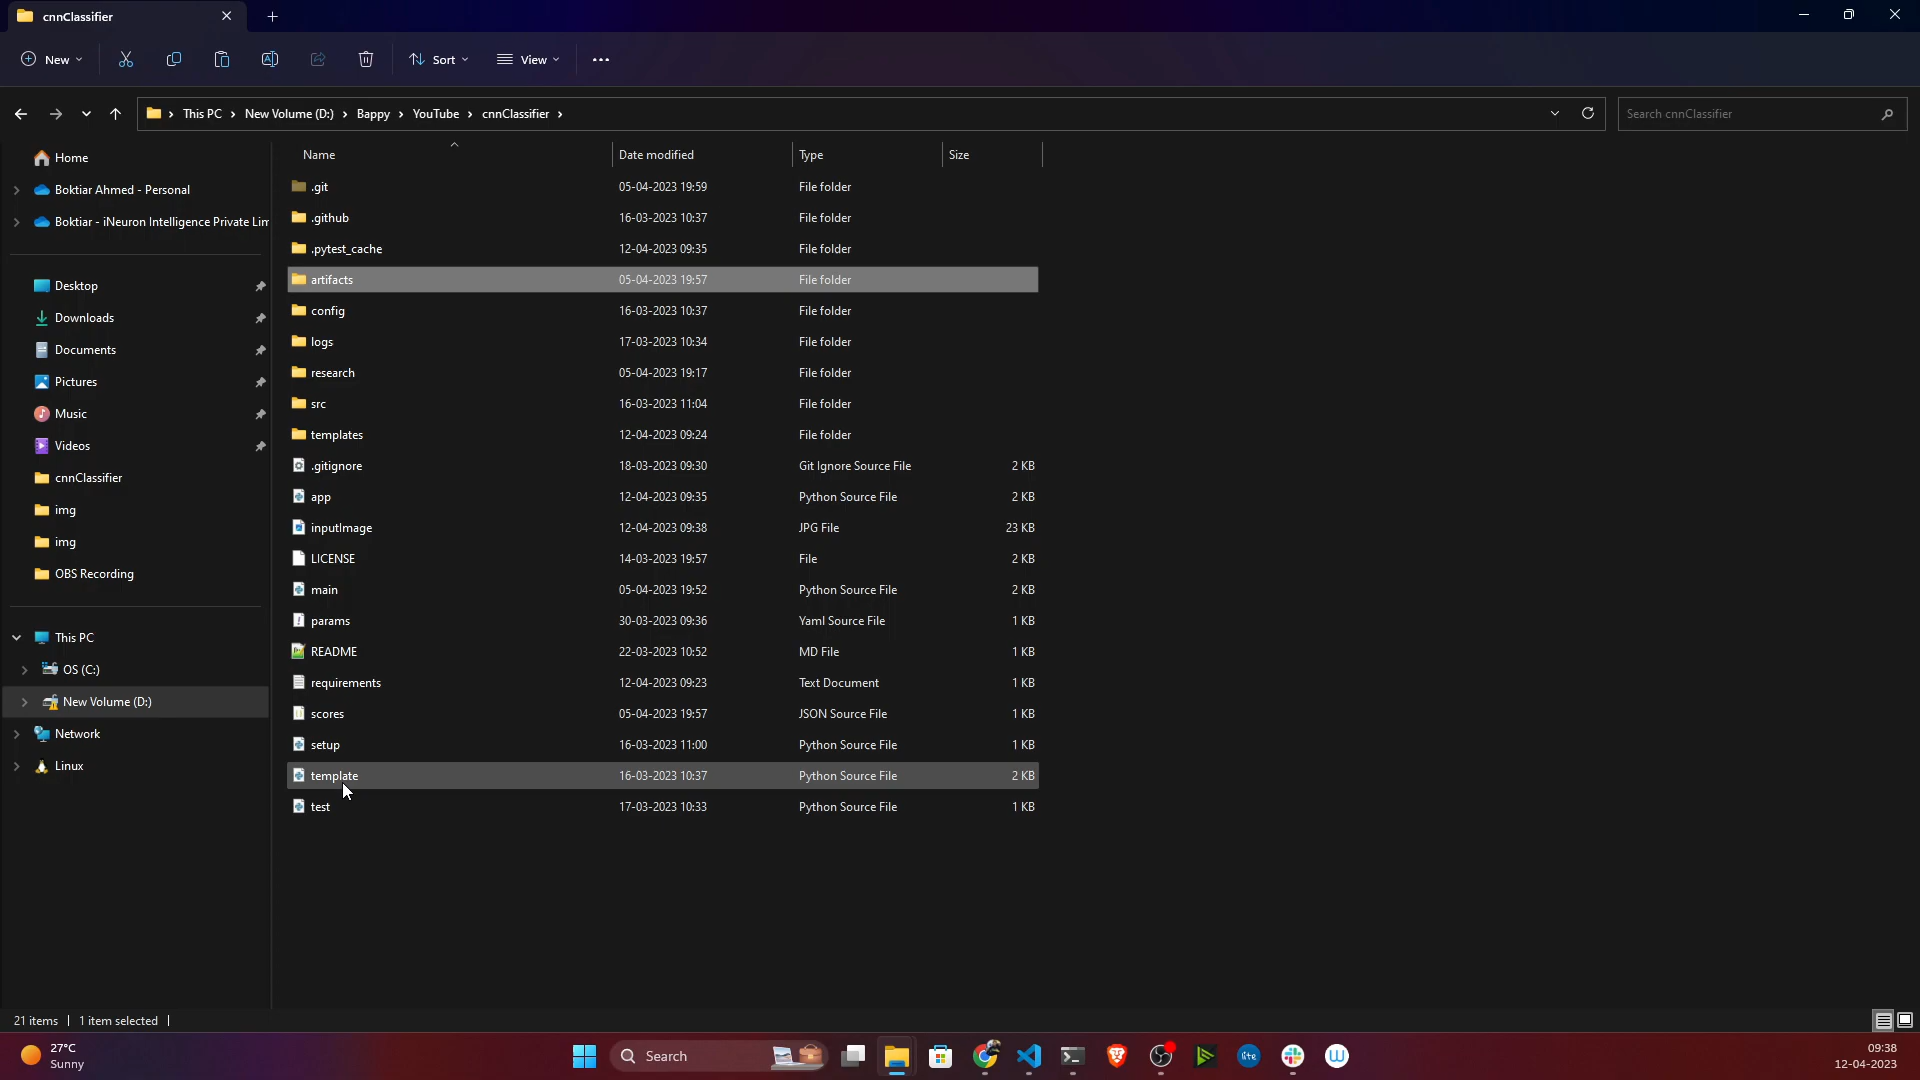 cnnClassifier
New
Sort
View
This PC
New Volume (D:)
Bappy
YouTube
cnnClassifier
Search cnnClassifier
Home
Boktiar Ahmed - Personal
Boktiar - iNeuron Intelligence Private Lim
Desktop
Downloads
Documents
Pictures
Music
Videos
cnnClassifier
img
img
OBS Recording
This PC
OS (C:)
New Volume (D:)
Network
Linux
Name Date modified Type Size
.git 05-04-2023 19:59 File folder
.github 16-03-2023 10:37 File folder
.pytest_cache 12-04-2023 09:35 File folder
artifacts 05-04-2023 19:57 File folder
config 16-03-2023 10:37 File folder
logs 17-03-2023 10:34 File folder
research 05-04-2023 19:17 File folder
src 16-03-2023 11:04 File folder
templates 12-04-2023 09:24 File folder
.gitignore 18-03-2023 09:30 Git Ignore Source File 2 KB
app 12-04-2023 09:35 Python Source File 2 KB
inputImage 12-04-2023 09:38 JPG File 23 KB
LICENSE 14-03-2023 19:57 File 2 KB
main 05-04-2023 19:52 Python Source File 2 KB
params 30-03-2023 09:36 Yaml Source File 1 KB
README 22-03-2023 10:52 MD File 1 KB
requirements 12-04-2023 09:23 Text Document 1 KB
scores 05-04-2023 19:57 JSON Source File 1 KB
setup 16-03-2023 11:00 Python Source File 1 KB
template 16-03-2023 10:37 Python Source File 2 KB
test 17-03-2023 10:33 Python Source File 1 KB
21 items
1 item selected
27°C
Sunny
Search
lite
09:38
12-04-2023